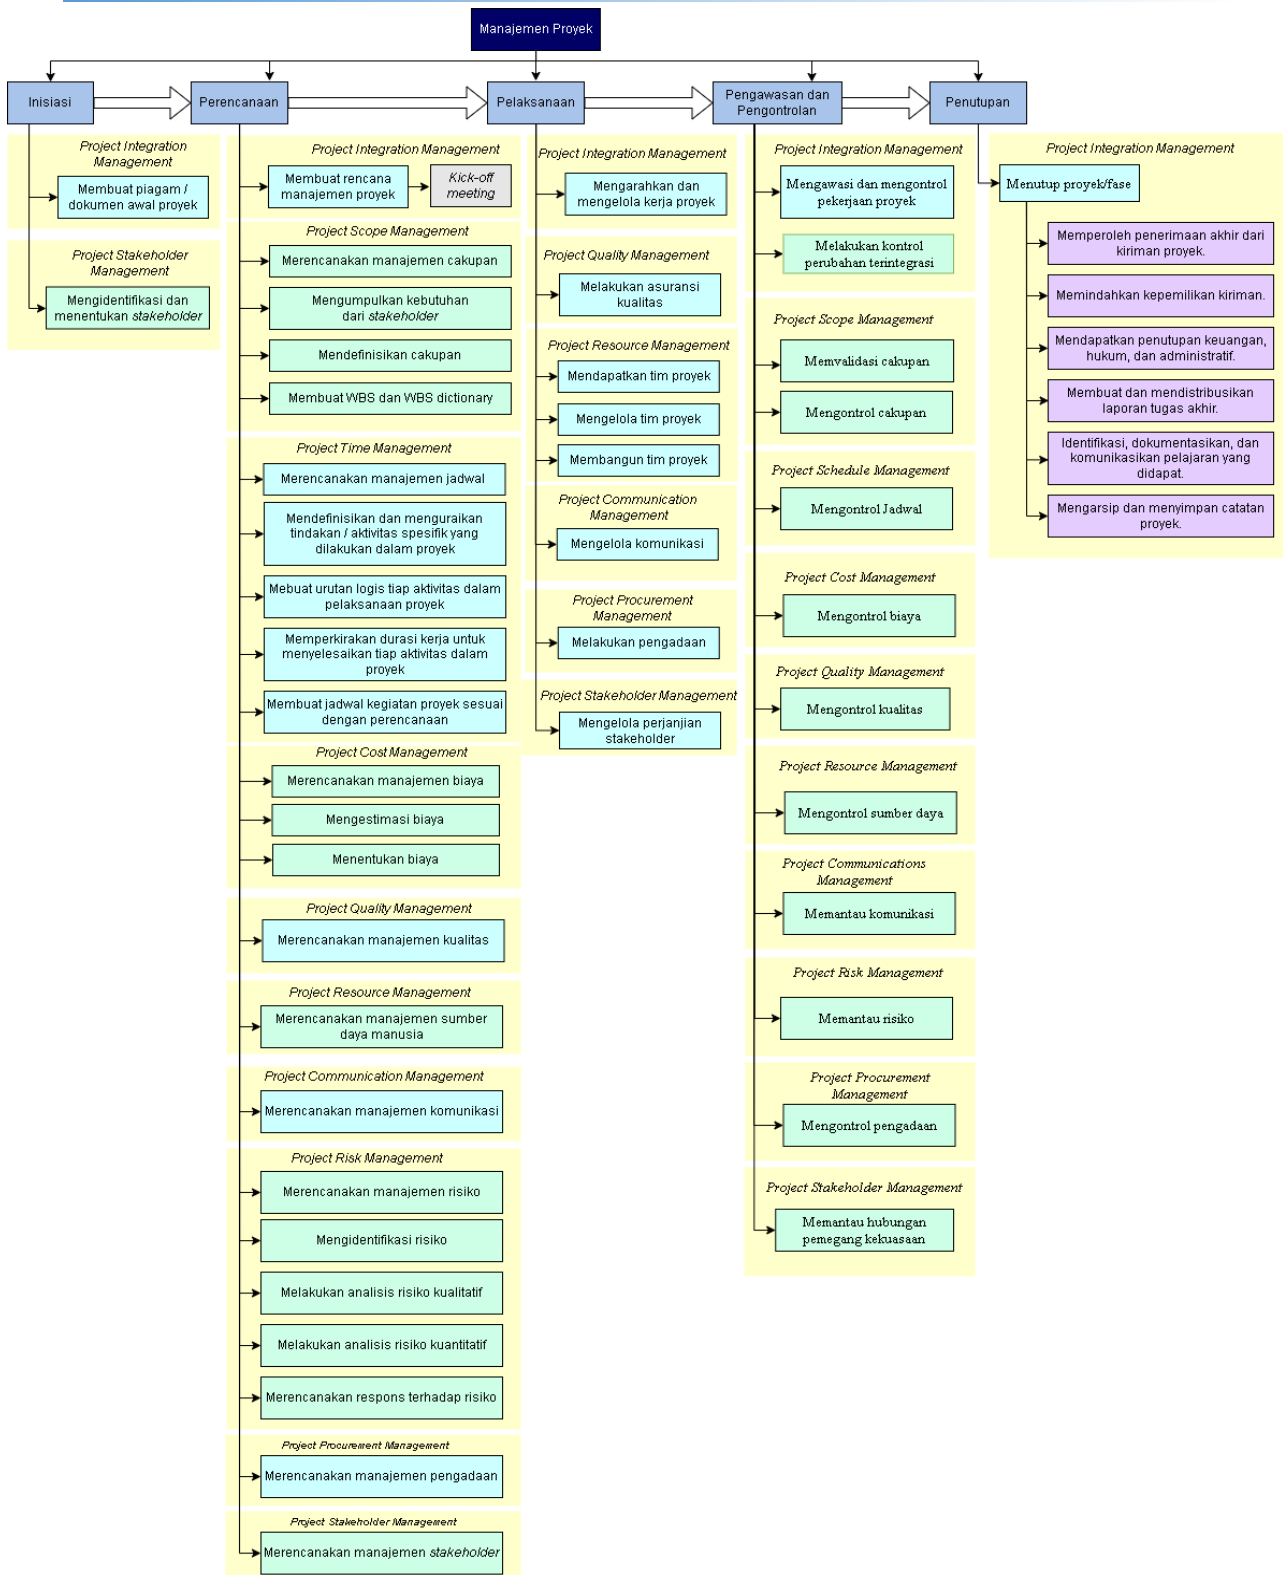 Manajemen Proyek
Inisiasi
Perencanaan
Pelaksanaan
Pengawasan dan
Pengontrolan
Penutupan
Project Integration
Management
Membuat piagam /
dokumen awal proyek
Project Stakeholder
Management
Mengidentifikasi dan
menentukan stakeholder
Project Integration Management
Membuat rencana
manajemen proyek
Kick-off
meeting
Project Scope Management
Merencanakan manajemen cakupan
Mengumpulkan kebutuhan
dari stakeholder
Mendefinisikan cakupan
Membuat WBS dan WBS dictionary
Project Time Management
Merencanakan manajemen jadwal
Mendefinisikan dan menguraikan
tindakan / aktivitas spesifik yang
dilakukan dalam proyek
Mebuat urutan logis tiap aktivitas dalam
pelaksanaan proyek
Memperkirakan durasi kerja untuk
menyelesaikan tiap aktivitas dalam
proyek
Membuat jadwal kegiatan proyek sesuai
dengan perencanaan
Project Cost Management
Merencanakan manajemen biaya
Mengestimasi biaya
Menentukan biaya
Project Quality Management
Merencanakan manajemen kualitas
Project Resource Management
Merencanakan manajemen sumber
daya manusia
Project Communication Management
Merencanakan manajemen komunikasi
Project Risk Management
Merencanakan manajemen risiko
Mengidentifikasi risiko
Melakukan analisis risiko kualitatif
Melakukan analisis risiko kuantitatif
Merencanakan respons terhadap risiko
Project Procurement Management
Merencanakan manajemen pengadaan
Project Stakeholder Management
Merencanakan manajemen stakeholder
Project Integration Management
Mengarahkan dan
mengelola kerja proyek
Project Quality Management
Melakukan asuransi
kualitas
Project Resource Management
Mendapatkan tim proyek
Mengelola tim proyek
Membangun tim proyek
Project Communication
Management
Mengelola komunikasi
Project Procurement
Management
Melakukan pengadaan
Project Stakeholder Management
Mengelola perjanjian
stakeholder
Project Integration Management
Mengawasi dan mengontrol
pekerjaan proyek
Melakukan kontrol
perubahan terintegrasi
Project Scope Management
Memvalidasi cakupan
Mengontrol cakupan
Project Schedule Management
Mengontrol Jadwal
Project Cost Management
Mengontrol biaya
Project Quality Management
Mengontrol kualitas
Project Resource Management
Mengontrol sumber daya
Project Communications
Management
Memantau komunikasi
Project Risk Management
Memantau risiko
Project Procurement
Management
Mengontrol pengadaan
Project Stakeholder Management
Memantau hubungan
pemegang kekuasaan
Project Integration Management
Menutup proyek/fase
Memperoleh penerimaan akhir dari
kiriman proyek.
Memindahkan kepemilikan kiriman.
Mendapatkan penutupan keuangan,
hukum, dan administratif.
Membuat dan mendistribusikan
laporan tugas akhir.
Identifikasi, dokumentasikan, dan
komunikasikan pelajaran yang
didapat.
Mengarsip dan menyimpan catatan
proyek.